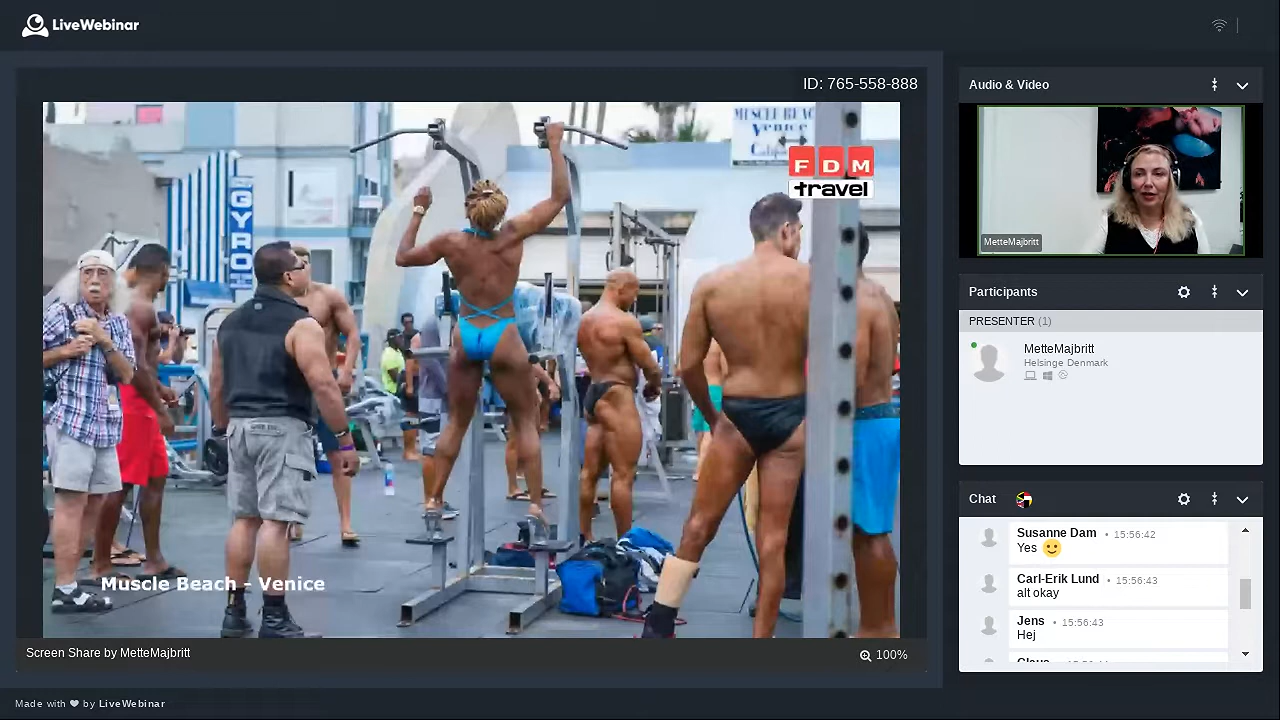 LiveWebinar
ID: 765-558-888
MUSCLE BEACH
Venice
GYRO
FDM
travel
Muscle Beach - Venice
Screen Share by MetteMajbritt
100%
Made with ❤ by LiveWebinar
Audio & Video
MetteMajbritt
Participants
PRESENTER (1)
MetteMajbritt
Helsinge Denmark
Chat
Susanne Dam • 15:56:42
Yes 🙂
Carl-Erik Lund • 15:56:43
alt okay
Jens • 15:56:43
Hej